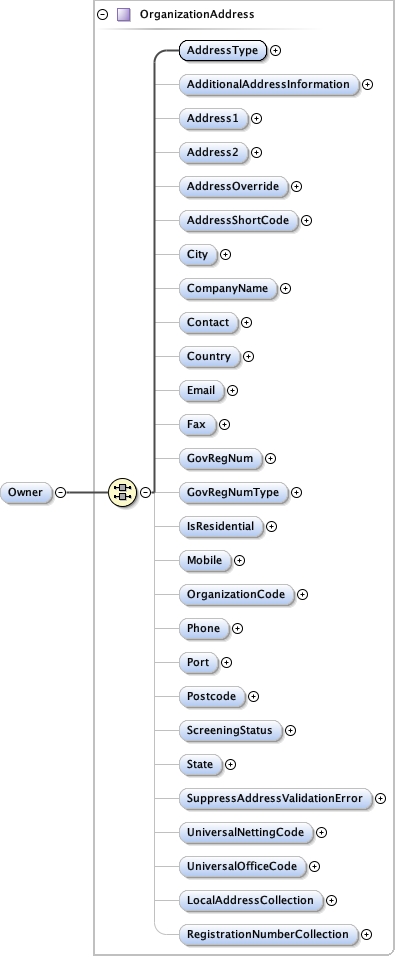 OrganizationAddress
AddressType
AdditionalAddressInformation
Address1
Address2
AddressOverride
AddressShortCode
City
CompanyName
Contact
Country
Email
Fax
GovRegNum
Owner
GovRegNumType
IsResidential
Mobile
OrganizationCode
Phone
Port
Postcode
ScreeningStatus
State
SuppressAddressValidationError
UniversalNettingCode
UniversalOfficeCode
LocalAddressCollection
RegistrationNumberCollection